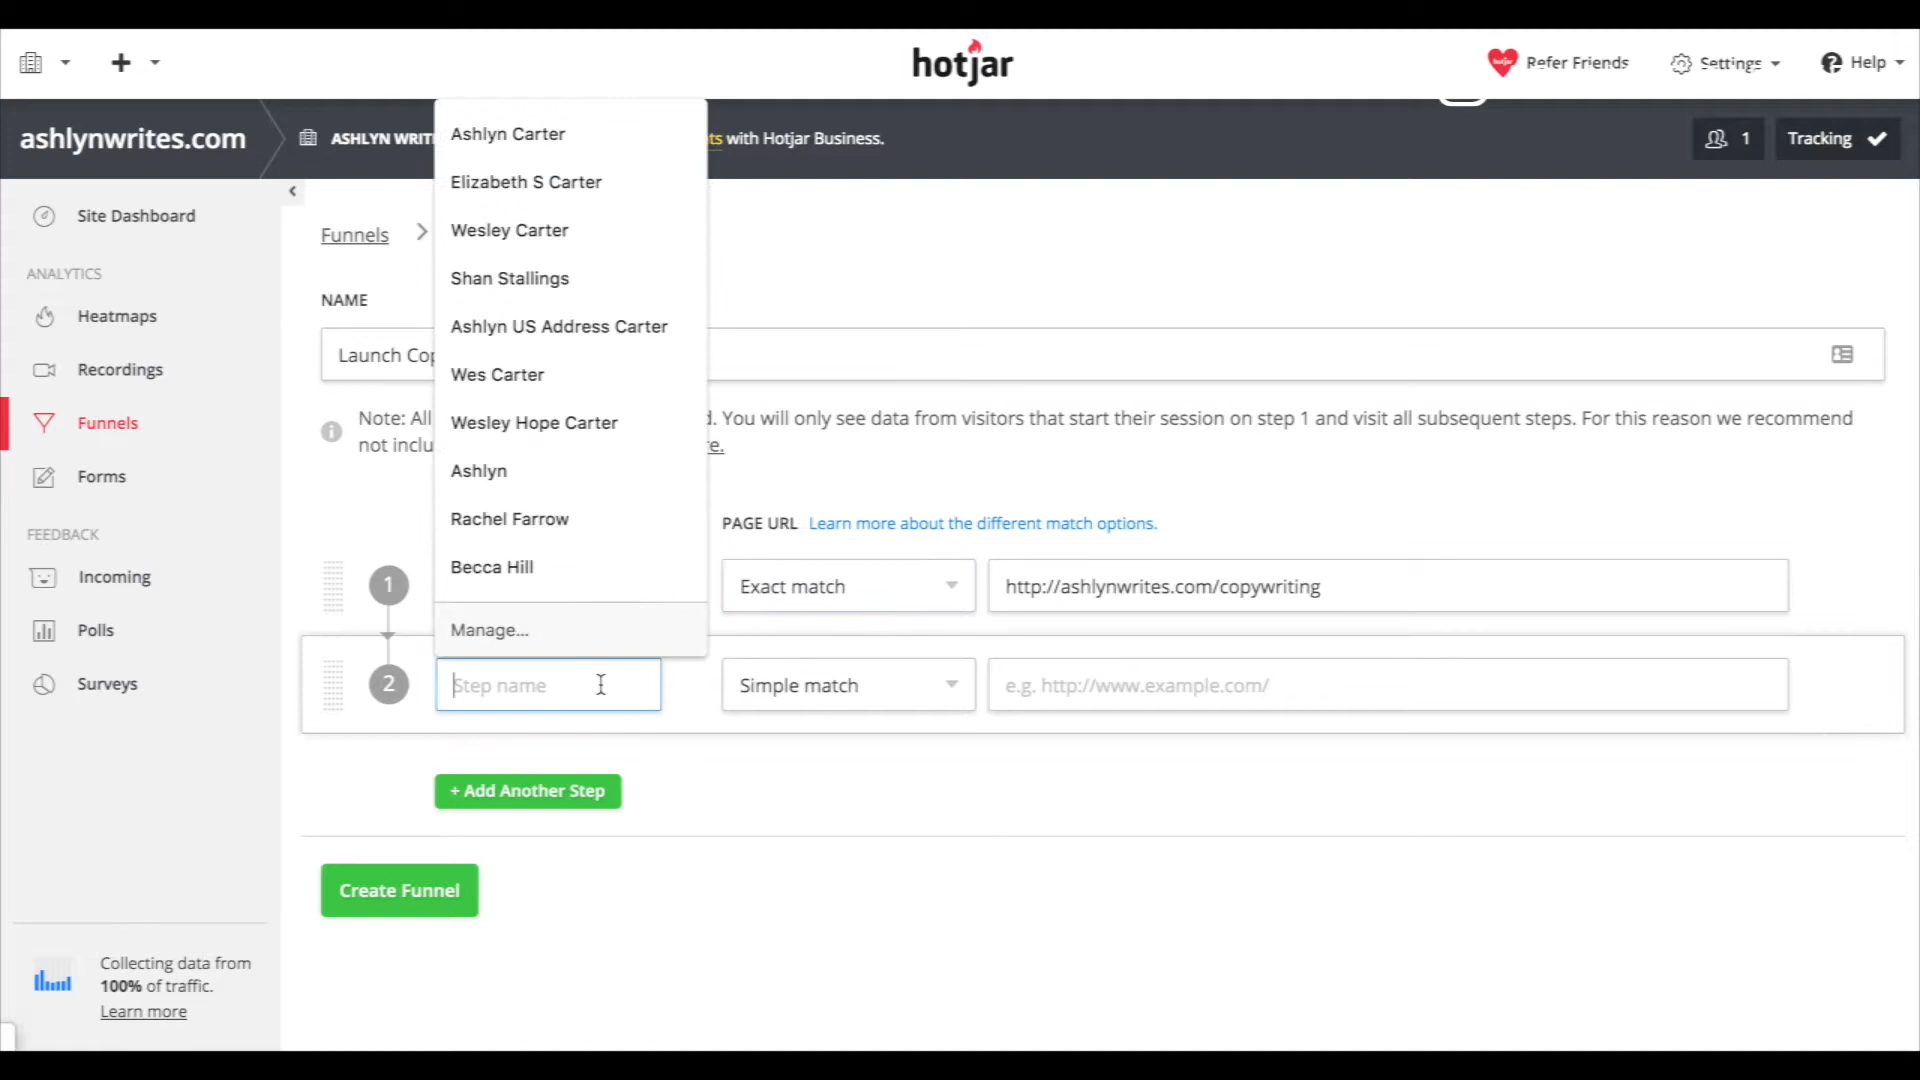 hotjar
Refer Friends
Settings
Help
ashlynwrites.com
ASHLYN WRIT
ts with Hotjar Business.
1
Tracking
Site Dashboard
ANALYTICS
Heatmaps
Recordings
Funnels
Forms
FEEDBACK
Incoming
Polls
Surveys
Collecting data from
100% of traffic.
Learn more
Funnels
NAME
Launch Cop
Note: All
d. You will only see data from visitors that start their session on step 1 and visit all subsequent steps. For this reason we recommend
not inclu
re.
Ashlyn Carter
Elizabeth S Carter
Wesley Carter
Shan Stallings
Ashlyn US Address Carter
Wes Carter
Wesley Hope Carter
Ashlyn
Rachel Farrow
Becca Hill
Manage...
PAGE URL Learn more about the different match options.
1
Exact match
http://ashlynwrites.com/copywriting
2
Step name
Simple match
e.g. http://www.example.com/
+ Add Another Step
Create Funnel